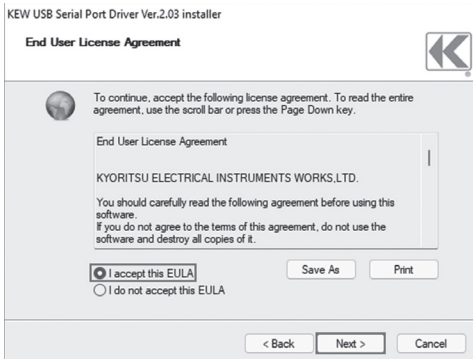 KEW USB Serial Port Driver Ver.2.03 installer
End User License Agreement
To continue, accept the following license agreement. To read the entire
agreement, use the scroll bar or press the Page Down key.
End User License Agreement
KYORITSU ELECTRICAL INSTRUMENTS WORKS,LTD.
You should carefully read the following agreement before using this
software.
If you do not agree to the terms of this agreement, do not use the
software and destroy all copies of it.
I accept this EULA
Save As
Print
I do not accept this EULA
< Back
Next >
Cancel